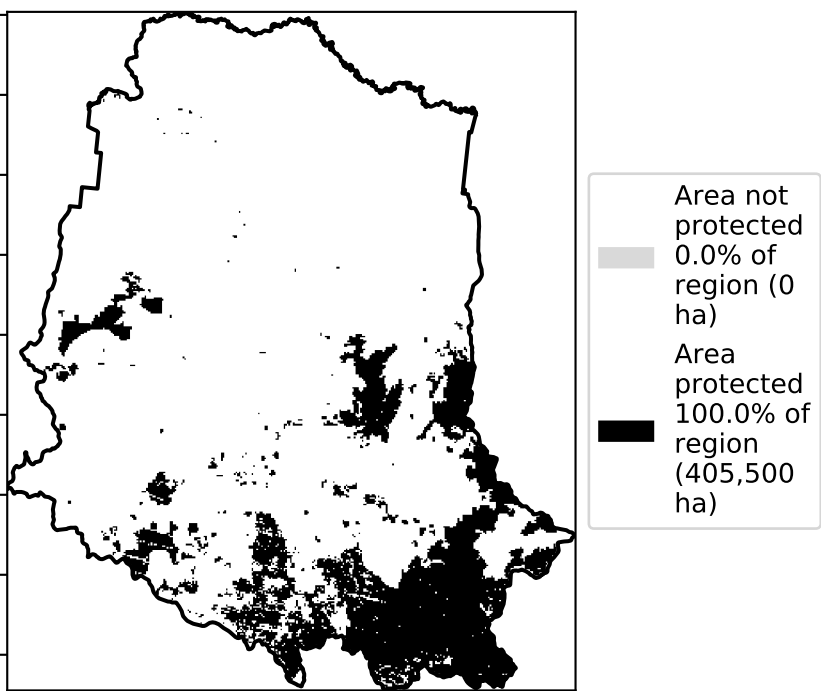 Area not
protected
0.0% of
region (0
ha)
Area
protected
100.0% of
region
(405,500
ha)